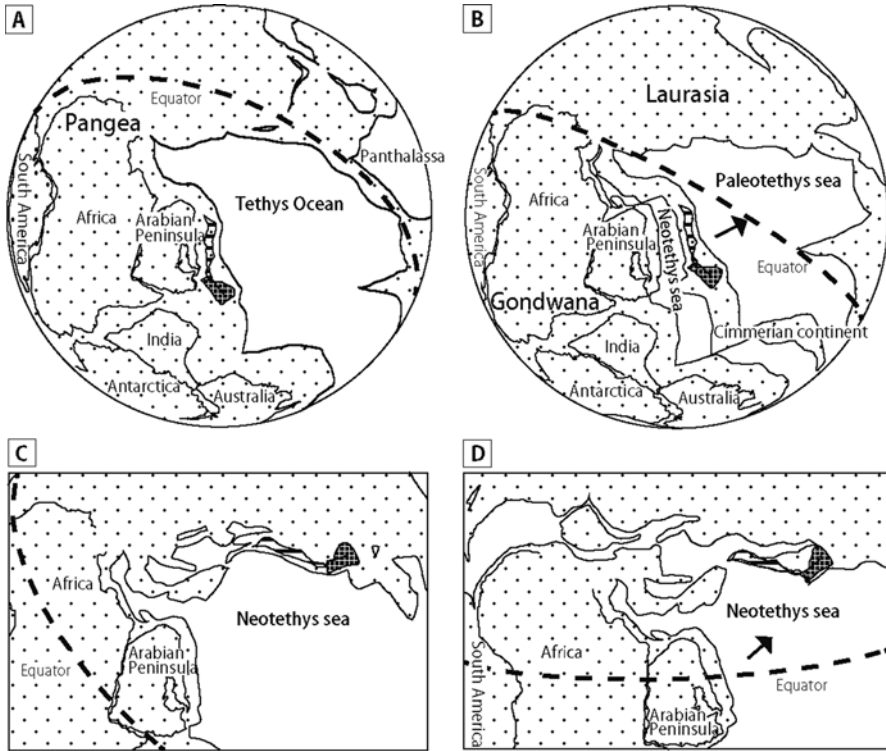 A
Equator
Pangea
Panthalassa
South America
Tethys Ocean
Africa
Arabian
Peninsula
India
Antarctica
Australia
B
Laurasia
Paleotethys sea
South America
Africa
Arabian
Peninsula
Neotethys sea
Equator
Gondwana
Cimmerian continent
India
Antarctica
Australia
C
Africa
Neotethys sea
Arabian
Peninsula
Equator
D
Neotethys sea
South America
Africa
Equator
Arabian
Peninsula